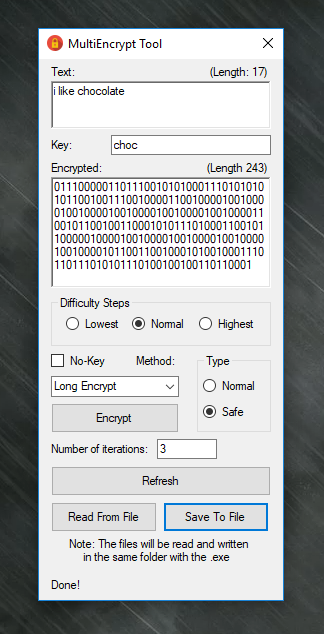 MultiEncrypt Tool
Text: (Length: 17)
i like chocolate
Key: choc
Encrypted: (Length 243)
Difficulty Steps
Lowest Normal Highest
No-Key Method: Type
Long Encrypt Normal
Encrypt Safe
Number of iterations: 3
Refresh
Read From File Save To File
Note: The files will be read and written
in the same folder with the .exe
Done!